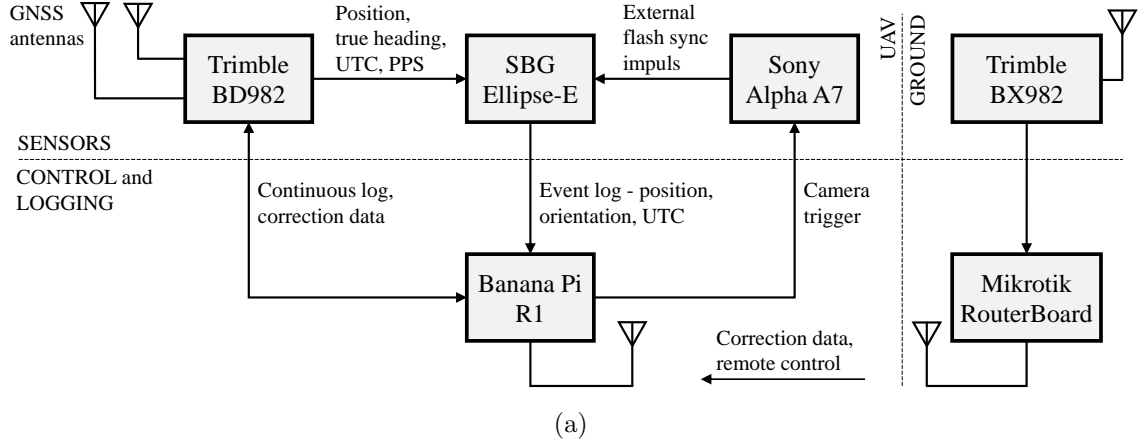 GNSS
antennas
Trimble
BD982
Position,
true heading,
UTC, PPS
SBG
Ellipse-E
External
flash sync
impuls
Sony
Alpha A7
UAV
GROUND
Trimble
BX982
SENSORS
CONTROL and
LOGGING
Continuous log,
correction data
Event log - position,
orientation, UTC
Camera
trigger
Banana Pi
R1
Mikrotik
RouterBoard
Correction data,
remote control
(a)